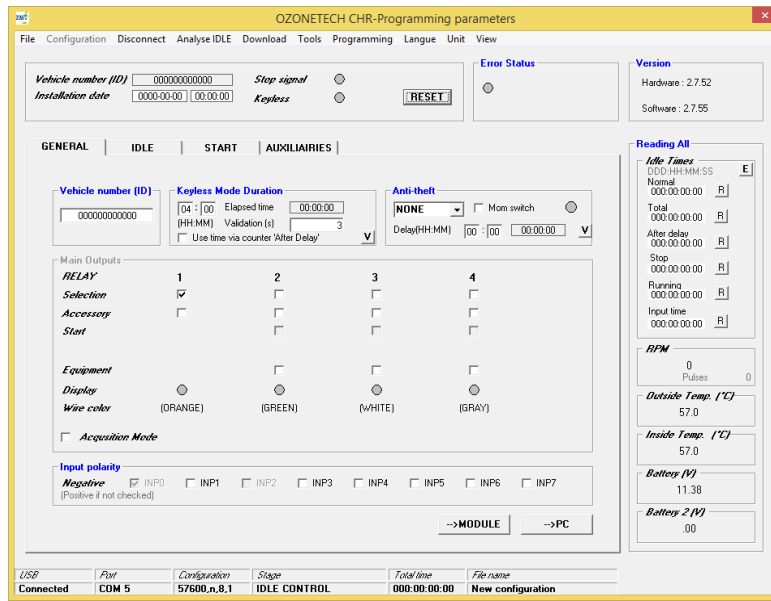 OZONETECH CHR-Programming parameters
File Configuration Disconnect Analyse IDLE Download Tools Programming Langue Unit View
Vehicle number (ID) 000000000000 Stop signal
Installation date 0000-00-00 00:00:00 Keyless RESET
Error Status
Version
Hardware : 2.7.52
Software : 2.7.55
GENERAL IDLE START AUXILIAIRIES
Vehicle number (ID)
000000000000
Keyless Mode Duration
04 : 00 Elapsed time 00:00:00
(HH:MM) Validation (s) 3
Use time via counter 'After Delay' V
Anti-theft
NONE Mom switch
Delay(HH:MM) 00 : 00 00:00:00 V
Main Outputs
RELAY 1 2 3 4
Selection
Accessory
Start
Equipment
Display
Wire color (ORANGE) (GREEN) (WHITE) (GRAY)
Acqusition Mode
Input polarity
Negative INP0 INP1 INP2 INP3 INP4 INP5 INP6 INP7
(Positive if not checked)
-->MODULE -->PC
Reading All
Idle Times
DDD:HH:MM:SS E
Normal
000:00:00:00 R
Total
000:00:00:00 R
After delay
000:00:00:00 R
Stop
000:00:00:00 R
Running
000:00:00:00 R
Input time
000:00:00:00 R
RPM
0
Pulses 0
Outside Temp. (°C)
57.0
Inside Temp. (°C)
57.0
Battery (V)
11.38
Battery 2 (V)
.00
USB Port Configuration Stage Total time File name
Connected COM 5 57600,n,8,1 IDLE CONTROL 000:00:00:00 New configuration